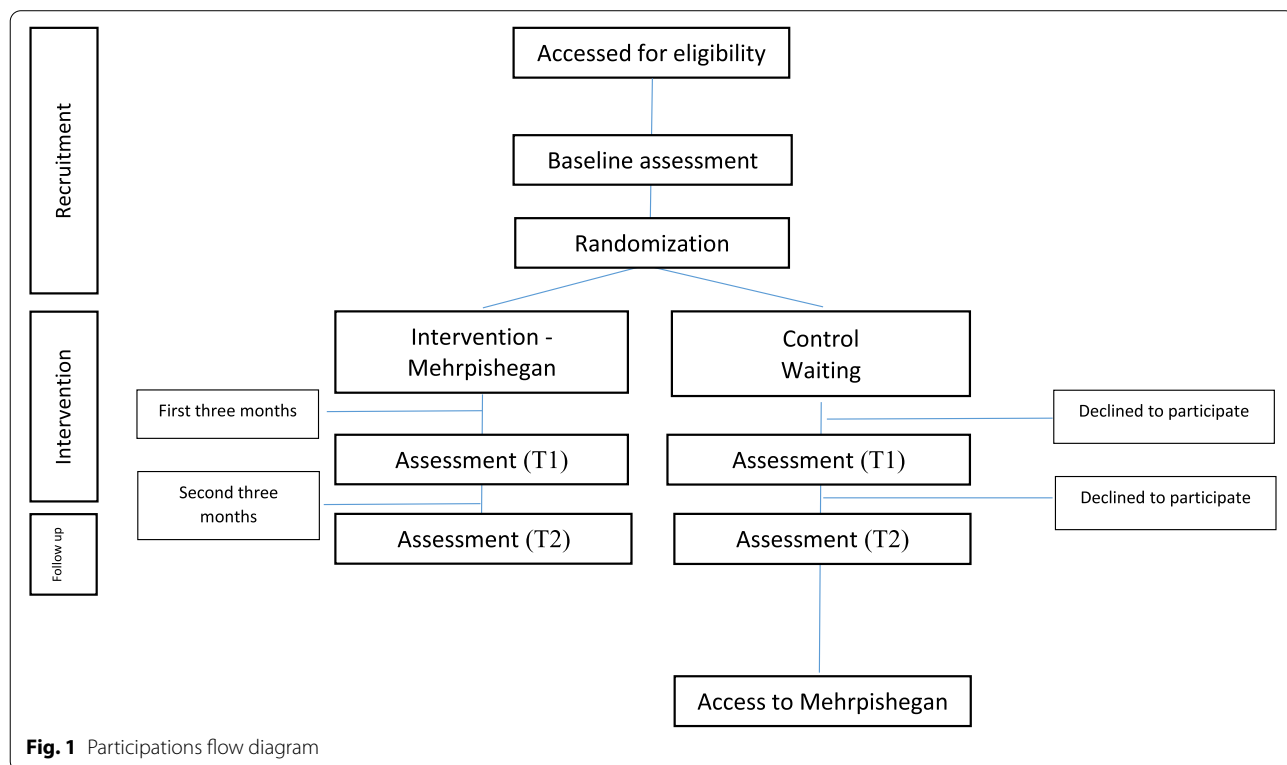 Accessed for eligibility
Recruitment
Baseline assessment
Randomization
Intervention
Intervention -
Mehrpishegan
Control
Waiting
First three months
Declined to participate
Assessment (T1)
Assessment (T1)
Second three
months
Declined to participate
Follow up
Assessment (T2)
Assessment (T2)
Access to Mehrpishegan
Fig. 1 Participations flow diagram